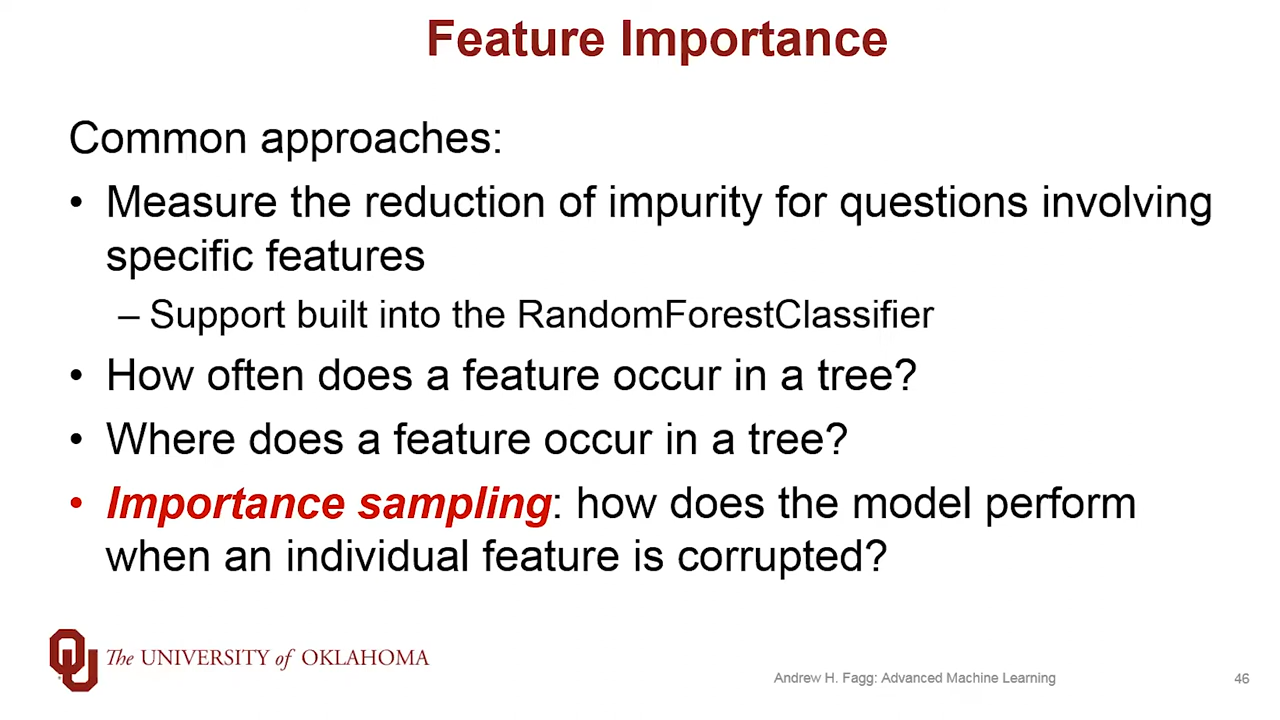 Feature Importance
Common approaches:
• Measure the reduction of impurity for questions involving
specific features
– Support built into the RandomForestClassifier
• How often does a feature occur in a tree?
• Where does a feature occur in a tree?
• Importance sampling: how does the model perform
when an individual feature is corrupted?
OU The UNIVERSITY of OKLAHOMA
Andrew H. Fagg: Advanced Machine Learning
46